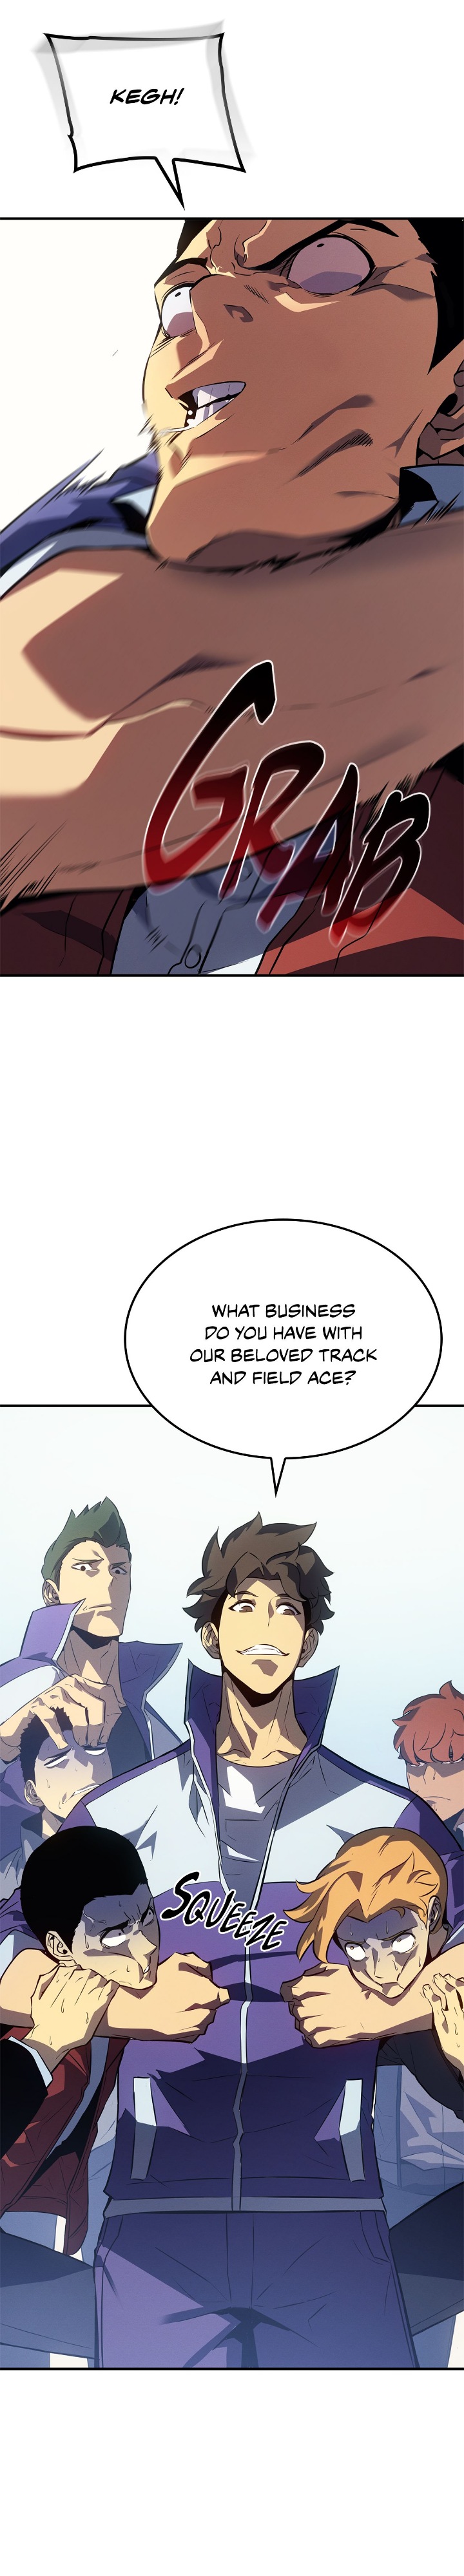 KEGH!
GRAB
WHAT BUSINESS
DO YOU HAVE WITH
OUR BELOVED TRACK
AND FIELD ACE?
SQUEEZE